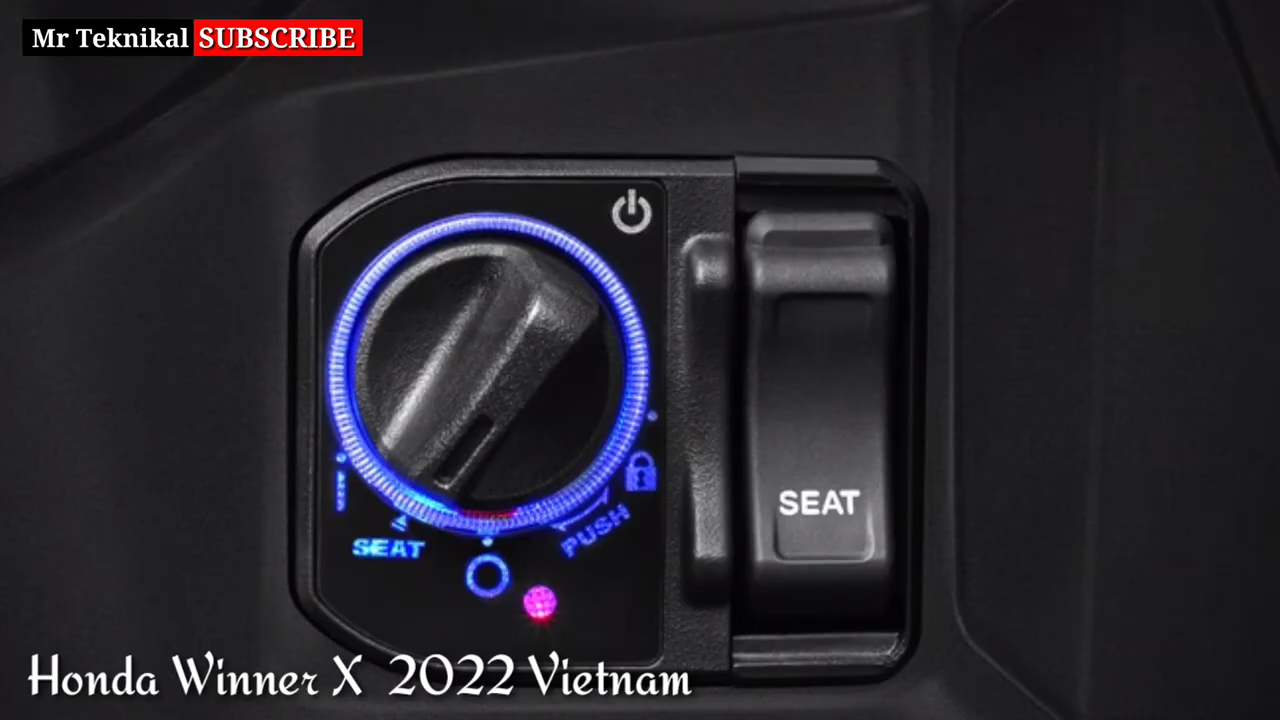 Mr Teknikal SUBSCRIBE
SEAT
PUSH
SEAT
Honda Winner X 2022 Vietnam